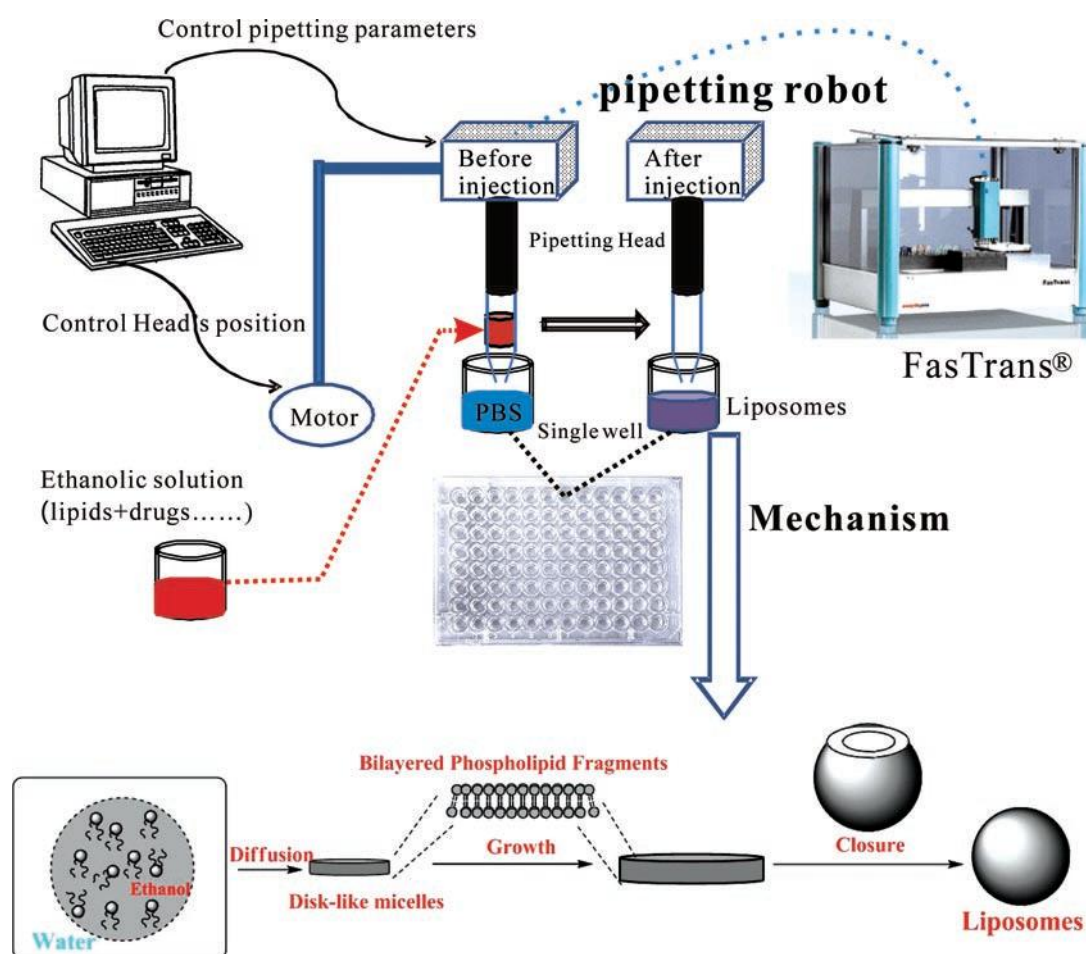 Control pipetting parameters
pipetting robot
Before
injection
After
injection
Pipetting Head
FasTrans
Control Head's position
FasTrans®
Motor
PBS
Liposomes
Single well
Ethanolic solution
(lipids+drugs……)
Mechanism
Bilayered Phospholipid Fragments
Diffusion
Growth
Closure
Ethanol
Disk-like micelles
Water
Liposomes